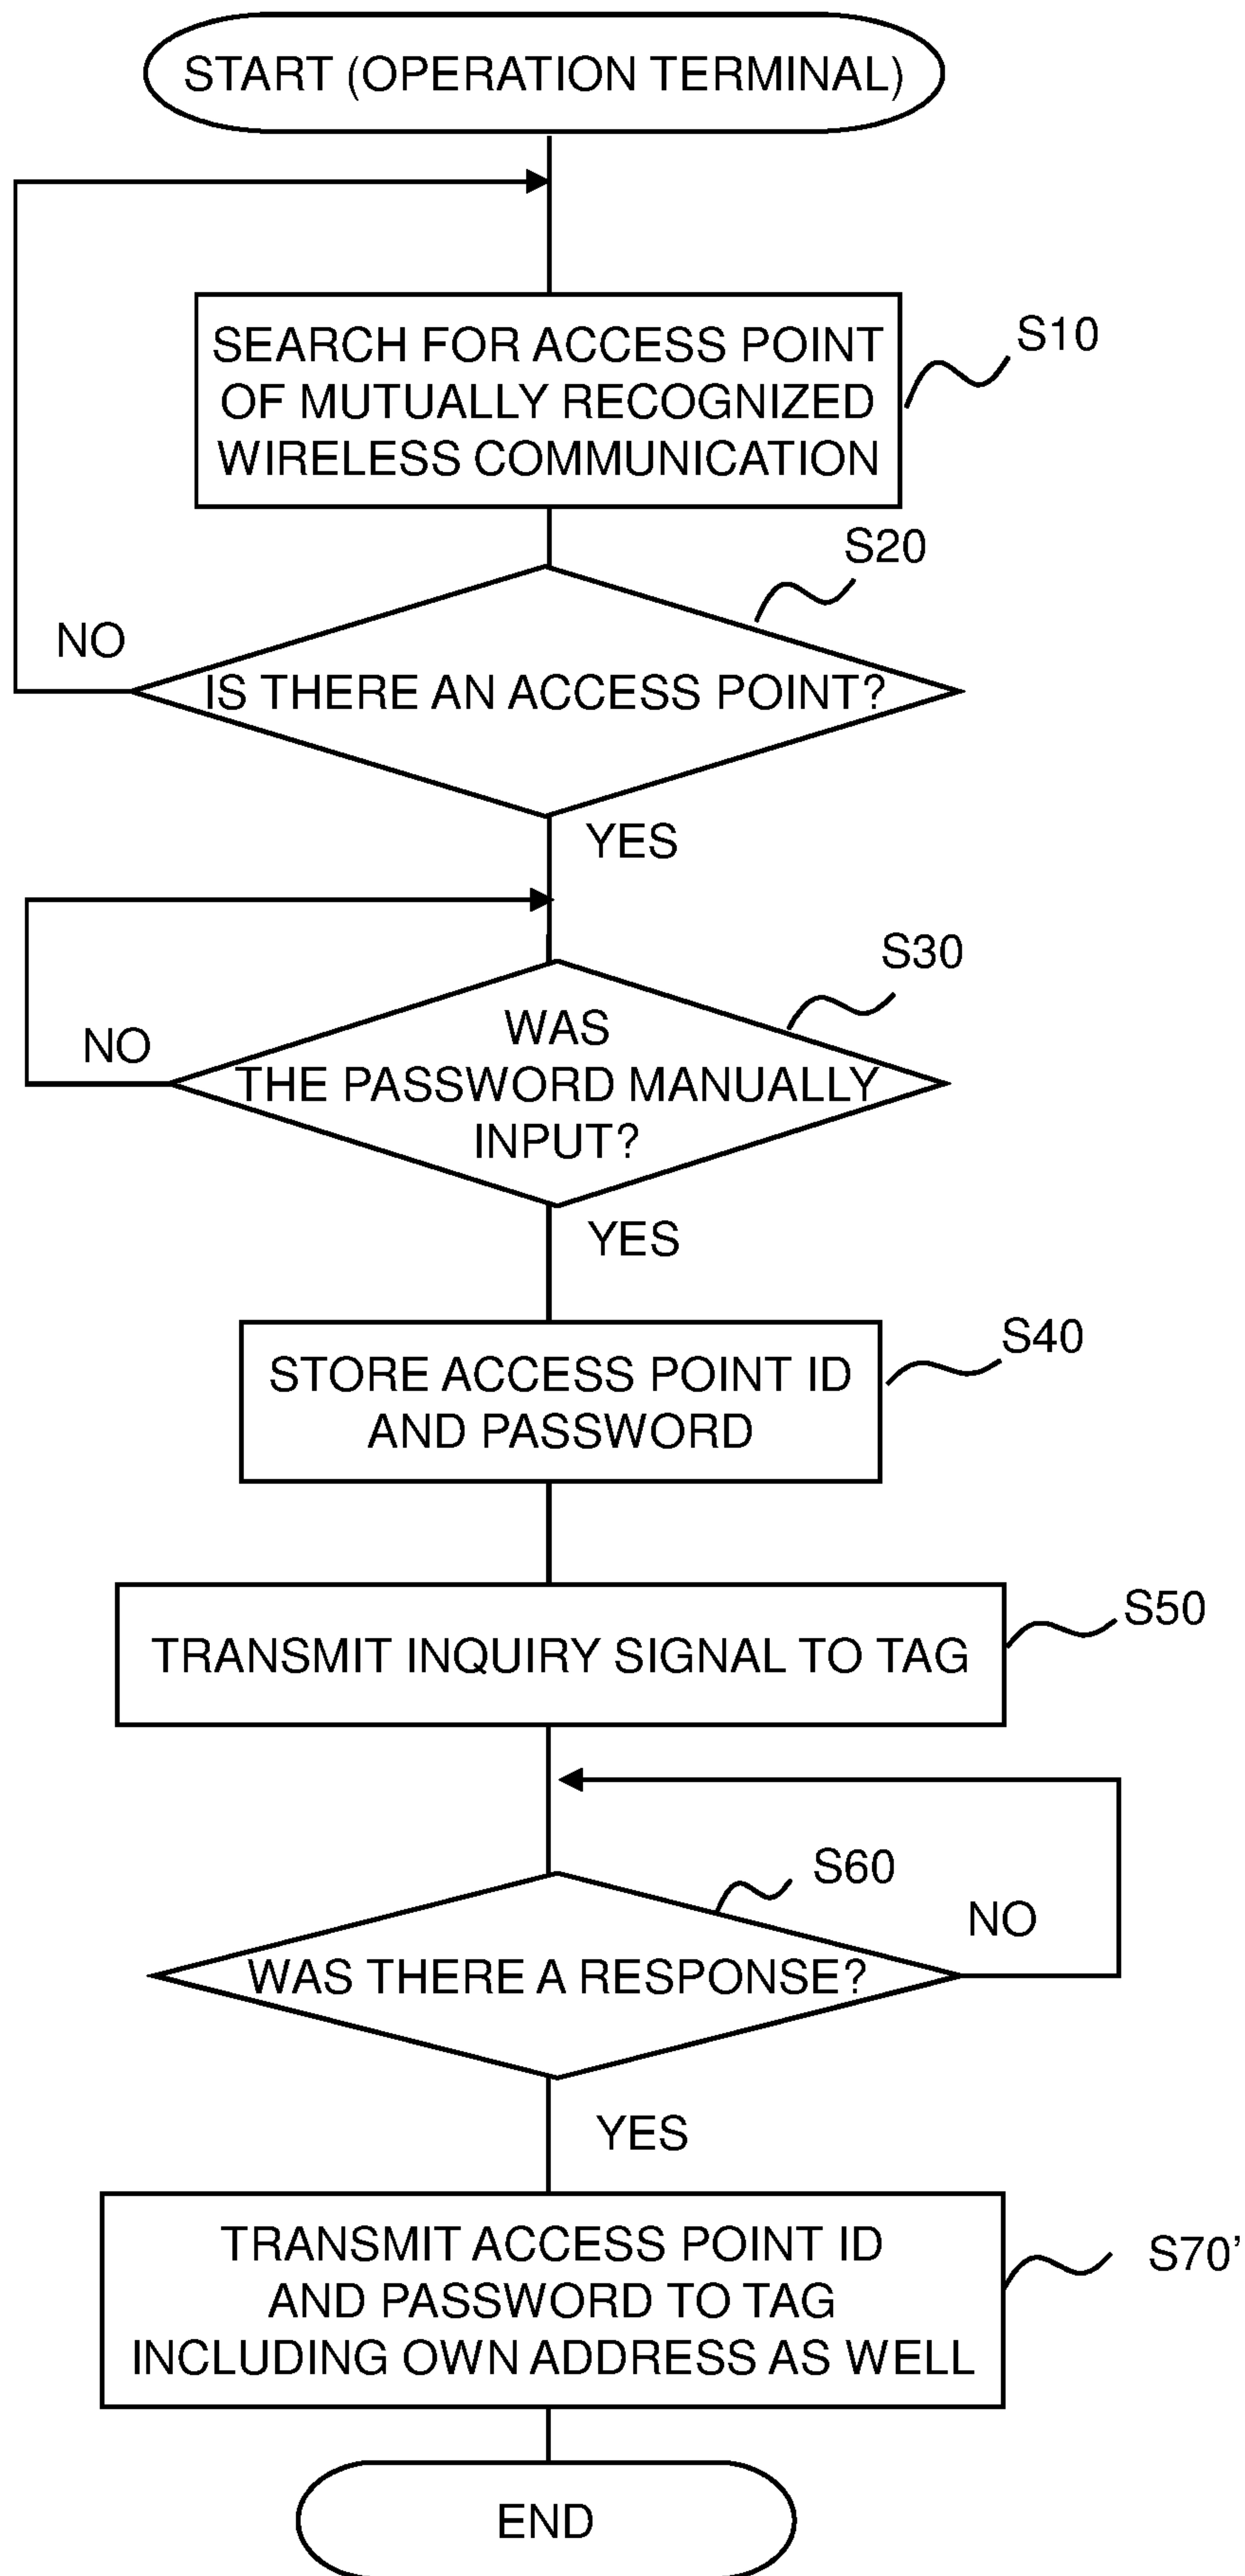 START (OPERATION TERMINAL)
SEARCH FOR ACCESS POINT
OF MUTUALLY RECOGNIZED
WIRELESS COMMUNICATION
S10
S20
NO
IS THERE AN ACCESS POINT?
YES
S30
NO
WAS
THE PASSWORD MANUALLY
INPUT?
YES
S40
STORE ACCESS POINT ID
AND PASSWORD
S50
TRANSMIT INQUIRY SIGNAL TO TAG
S60
NO
WAS THERE A RESPONSE?
YES
TRANSMIT ACCESS POINT ID
AND PASSWORD TO TAG
INCLUDING OWN ADDRESS AS WELL
S70’
END